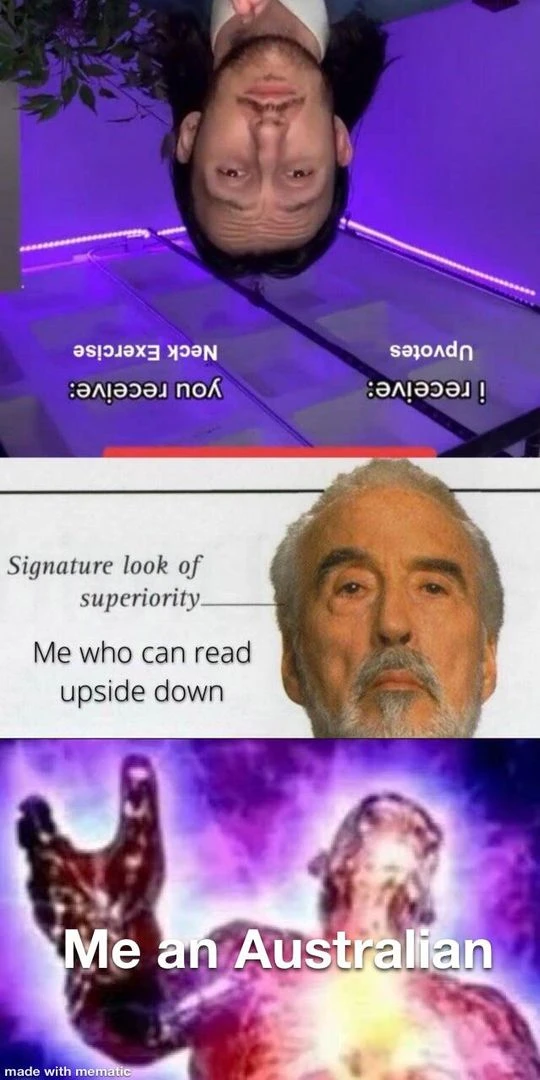 I receive:
you receive:
Upvotes
Neck Exercise
Signature look of
superiority
Me who can read
upside down
Me an Australian
made with mematic